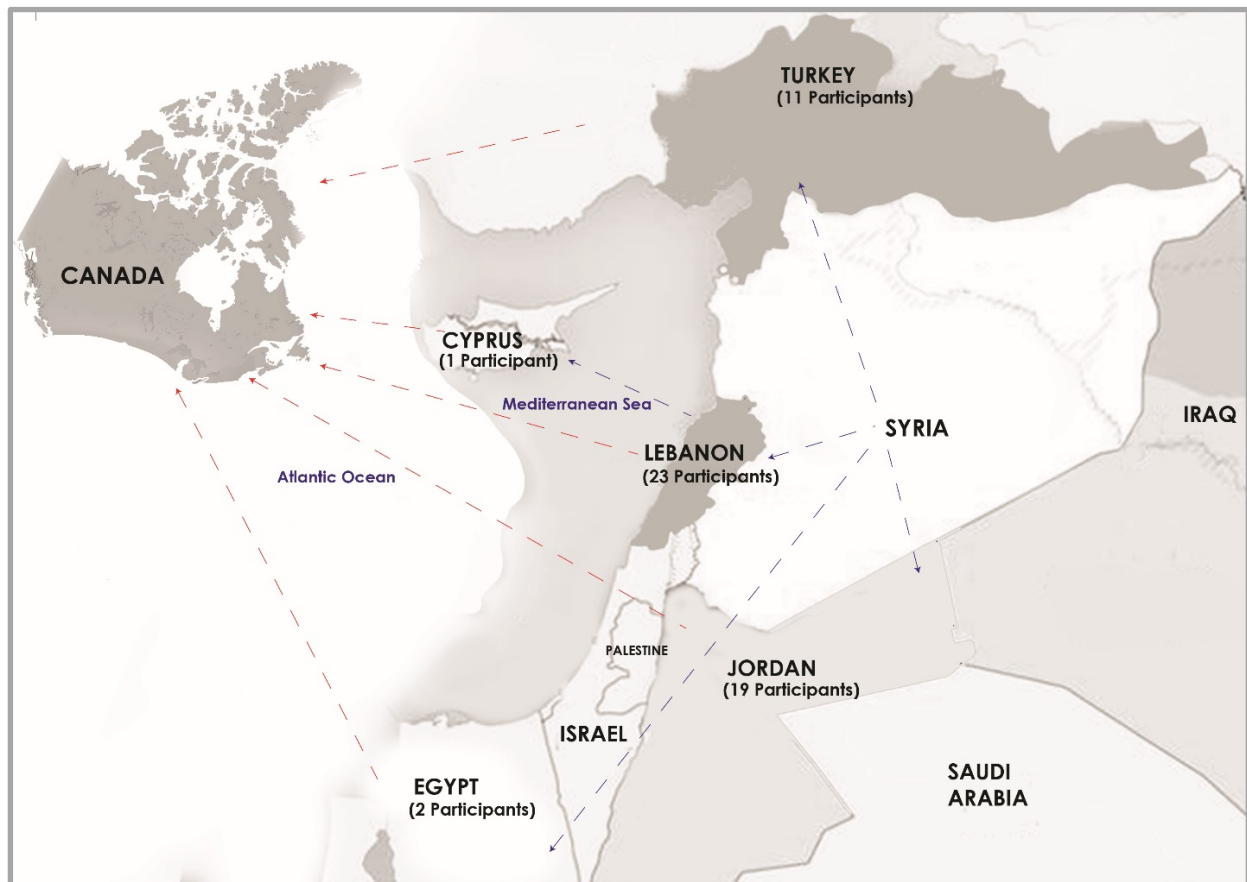 TURKEY
(11 Participants)
CANADA
CYPRUS
(1 Participant)
Mediterranean Sea
IRAQ
SYRIA
LEBANON
(23 Participants)
Atlantic Ocean
PALESTINE
JORDAN
(19 Participants)
ISRAEL
EGYPT
(2 Participants)
SAUDI
ARABIA